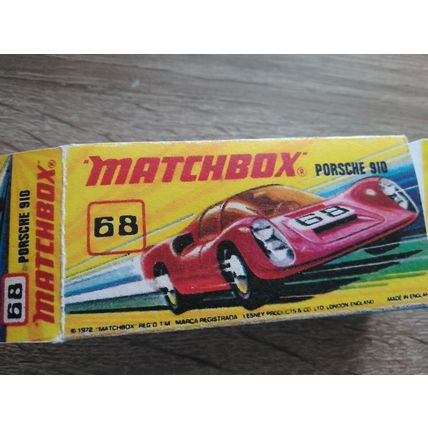 "MATCHBOX"®
PORSCHE 910
68
68
© 1972 "MATCHBOX" REG'D T.M. MARCA REGISTRADA LESNEY PRODUCTS & CO. LTD. LONDON ENGLAND
MADE IN ENGLAND
68
PORSCHE 910
"MATCHBOX"®